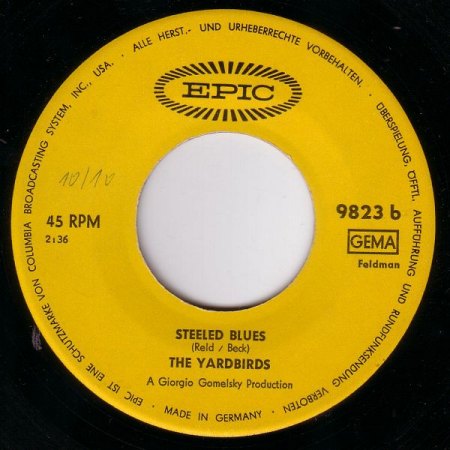 EPIC IST EINE SCHUTZMARKE VON COLUMBIA BROADCASTING SYSTEM, INC., USA. · ALLE HERST.- UND URHEBERRECHTE VORBEHALTEN. · ÜBERSPIELUNG, ÖFFTL. AUFFÜHRUNG UND RUNDFUNKSENDUNG VERBOTEN ·
EPIC
10/10
45 RPM
2:36
9823 b
GEMA
Feldman
STEELED BLUES
(Reld / Beck)
THE YARDBIRDS
A Giorgio Gomelsky Production
MADE IN GERMANY